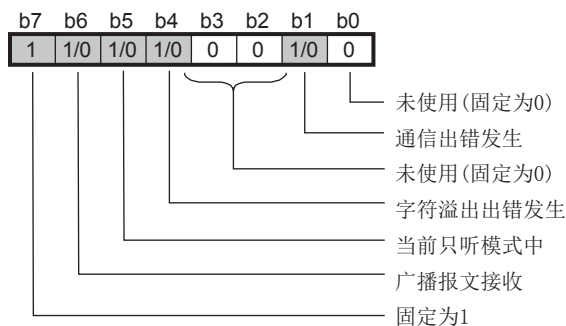 b7 b6 b5 b4 b3 b2 b1 b0
1 1/0 1/0 1/0 0 0 1/0 0
未使用(固定为0)
通信出错发生
未使用(固定为0)
字符溢出出错发生
当前只听模式中
广播报文接收
固定为1